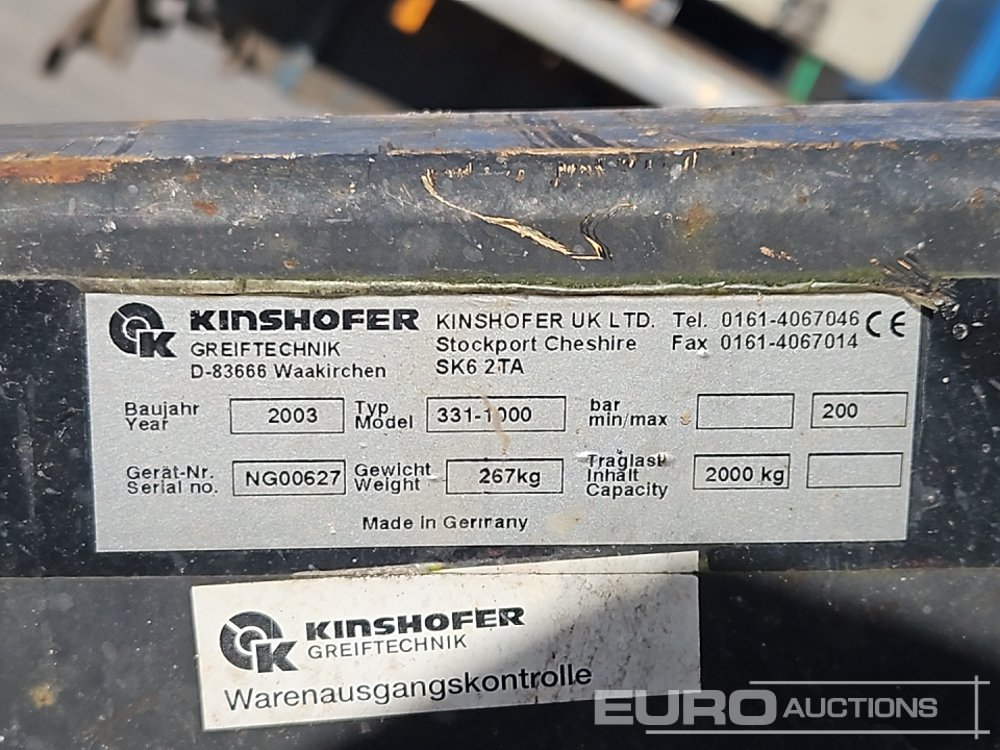 KINSHOFER
GREIFTECHNIK
D-83666 Waakirchen
KINSHOFER UK LTD.
Stockport Cheshire
SK6 2TA
Tel. 0161-4067046
Fax 0161-4067014
CE
Baujahr
Year
2003
Typ
Model
331-1000
bar
min/max
200
Gerät-Nr.
Serial no.
NG00627
Gewicht
Weight
267kg
Traglast
Inhalt
Capacity
2000 kg
Made in Germany
KINSHOFER
GREIFTECHNIK
Warenausgangskontrolle
EURO AUCTIONS